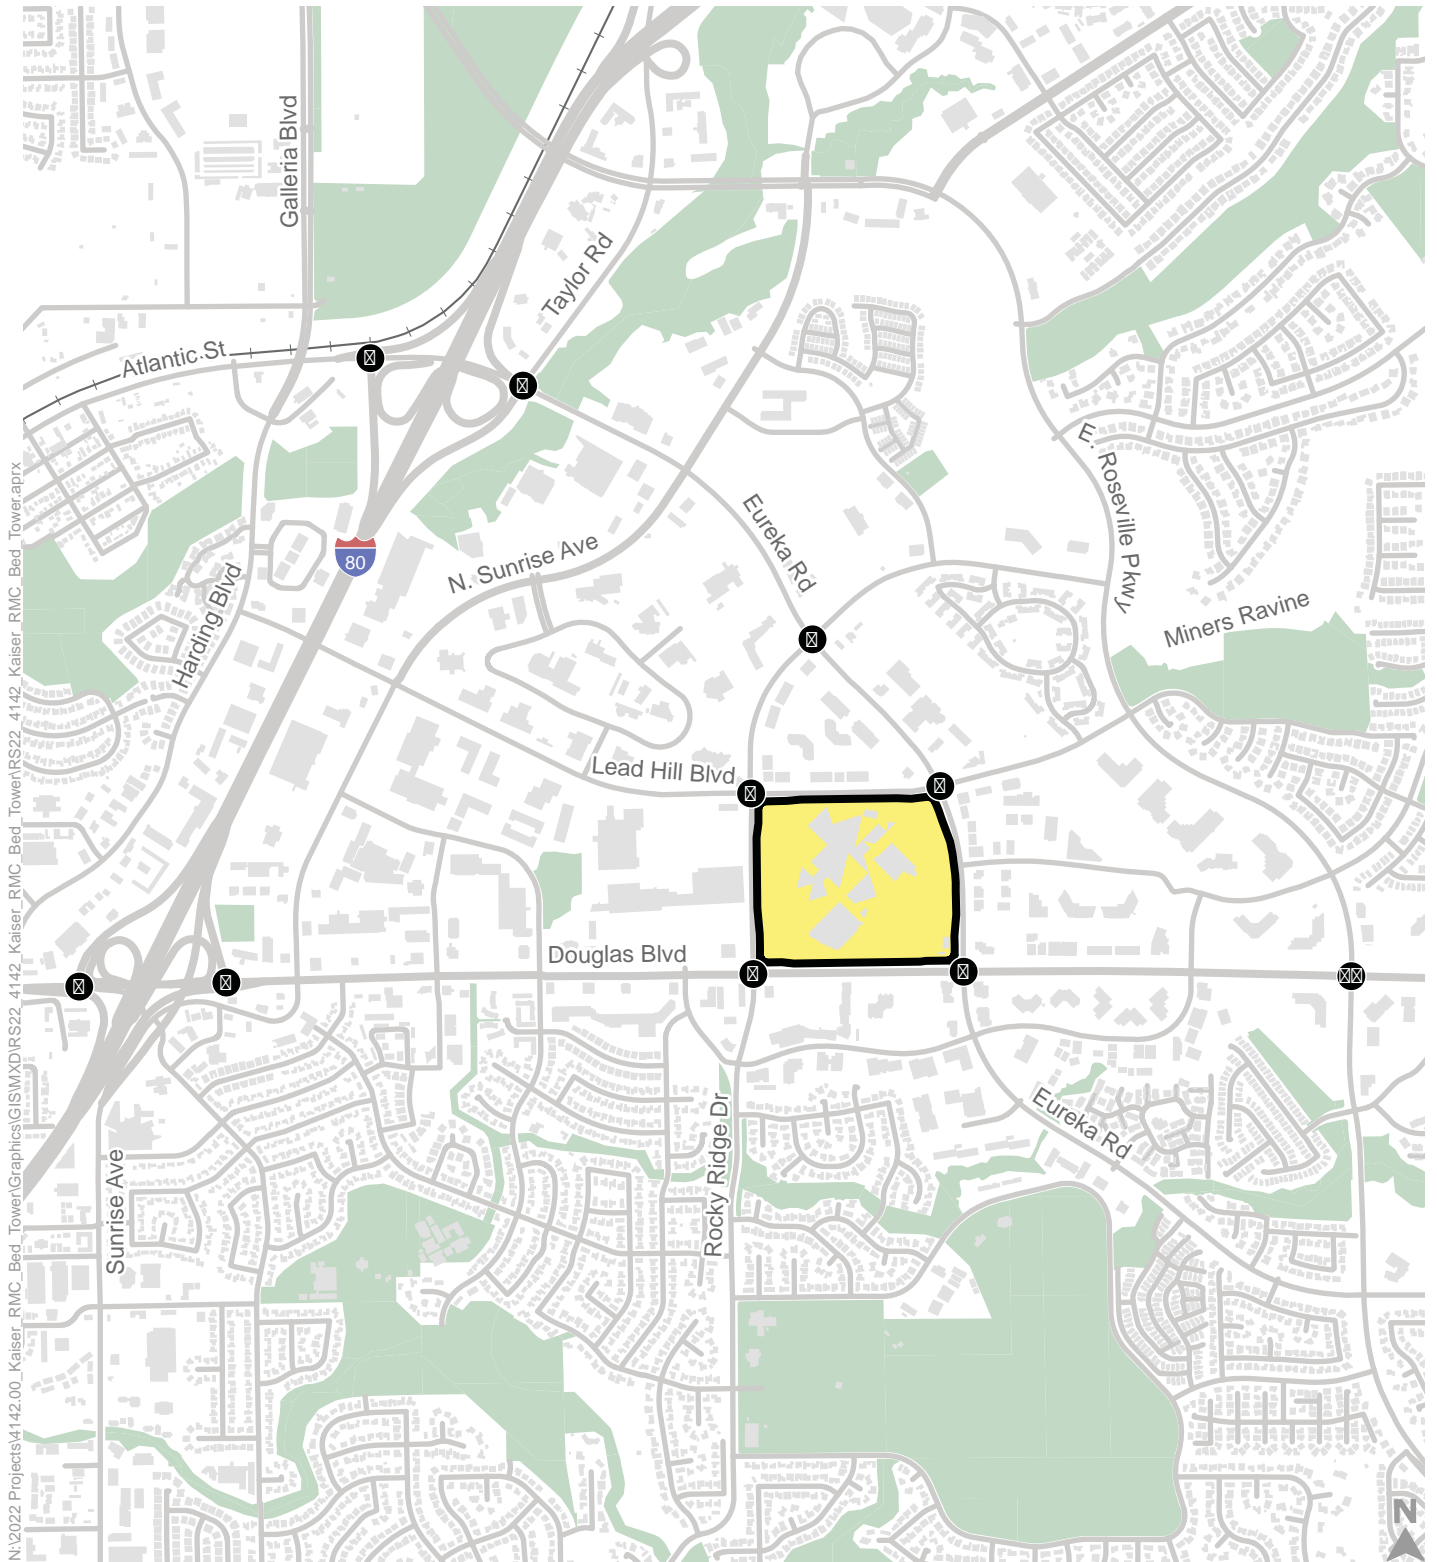 Galleria Blvd
Taylor Rd
Atlantic St
E. Roseville Pkwy
Eureka Rd
80
N. Sunrise Ave
Harding Blvd
Miners Ravine
Lead Hill Blvd
Douglas Blvd
Rocky Ridge Dr
Eureka Rd
Sunrise Ave
N
N:\2022 Projects\4142.00_Kaiser_RMC_Bed_Tower\Graphics\GIS\MXD\RS22_4142_Kaiser_RMC_Bed_Tower\RS22_4142_Kaiser_RMC_Bed_Tower.aprx